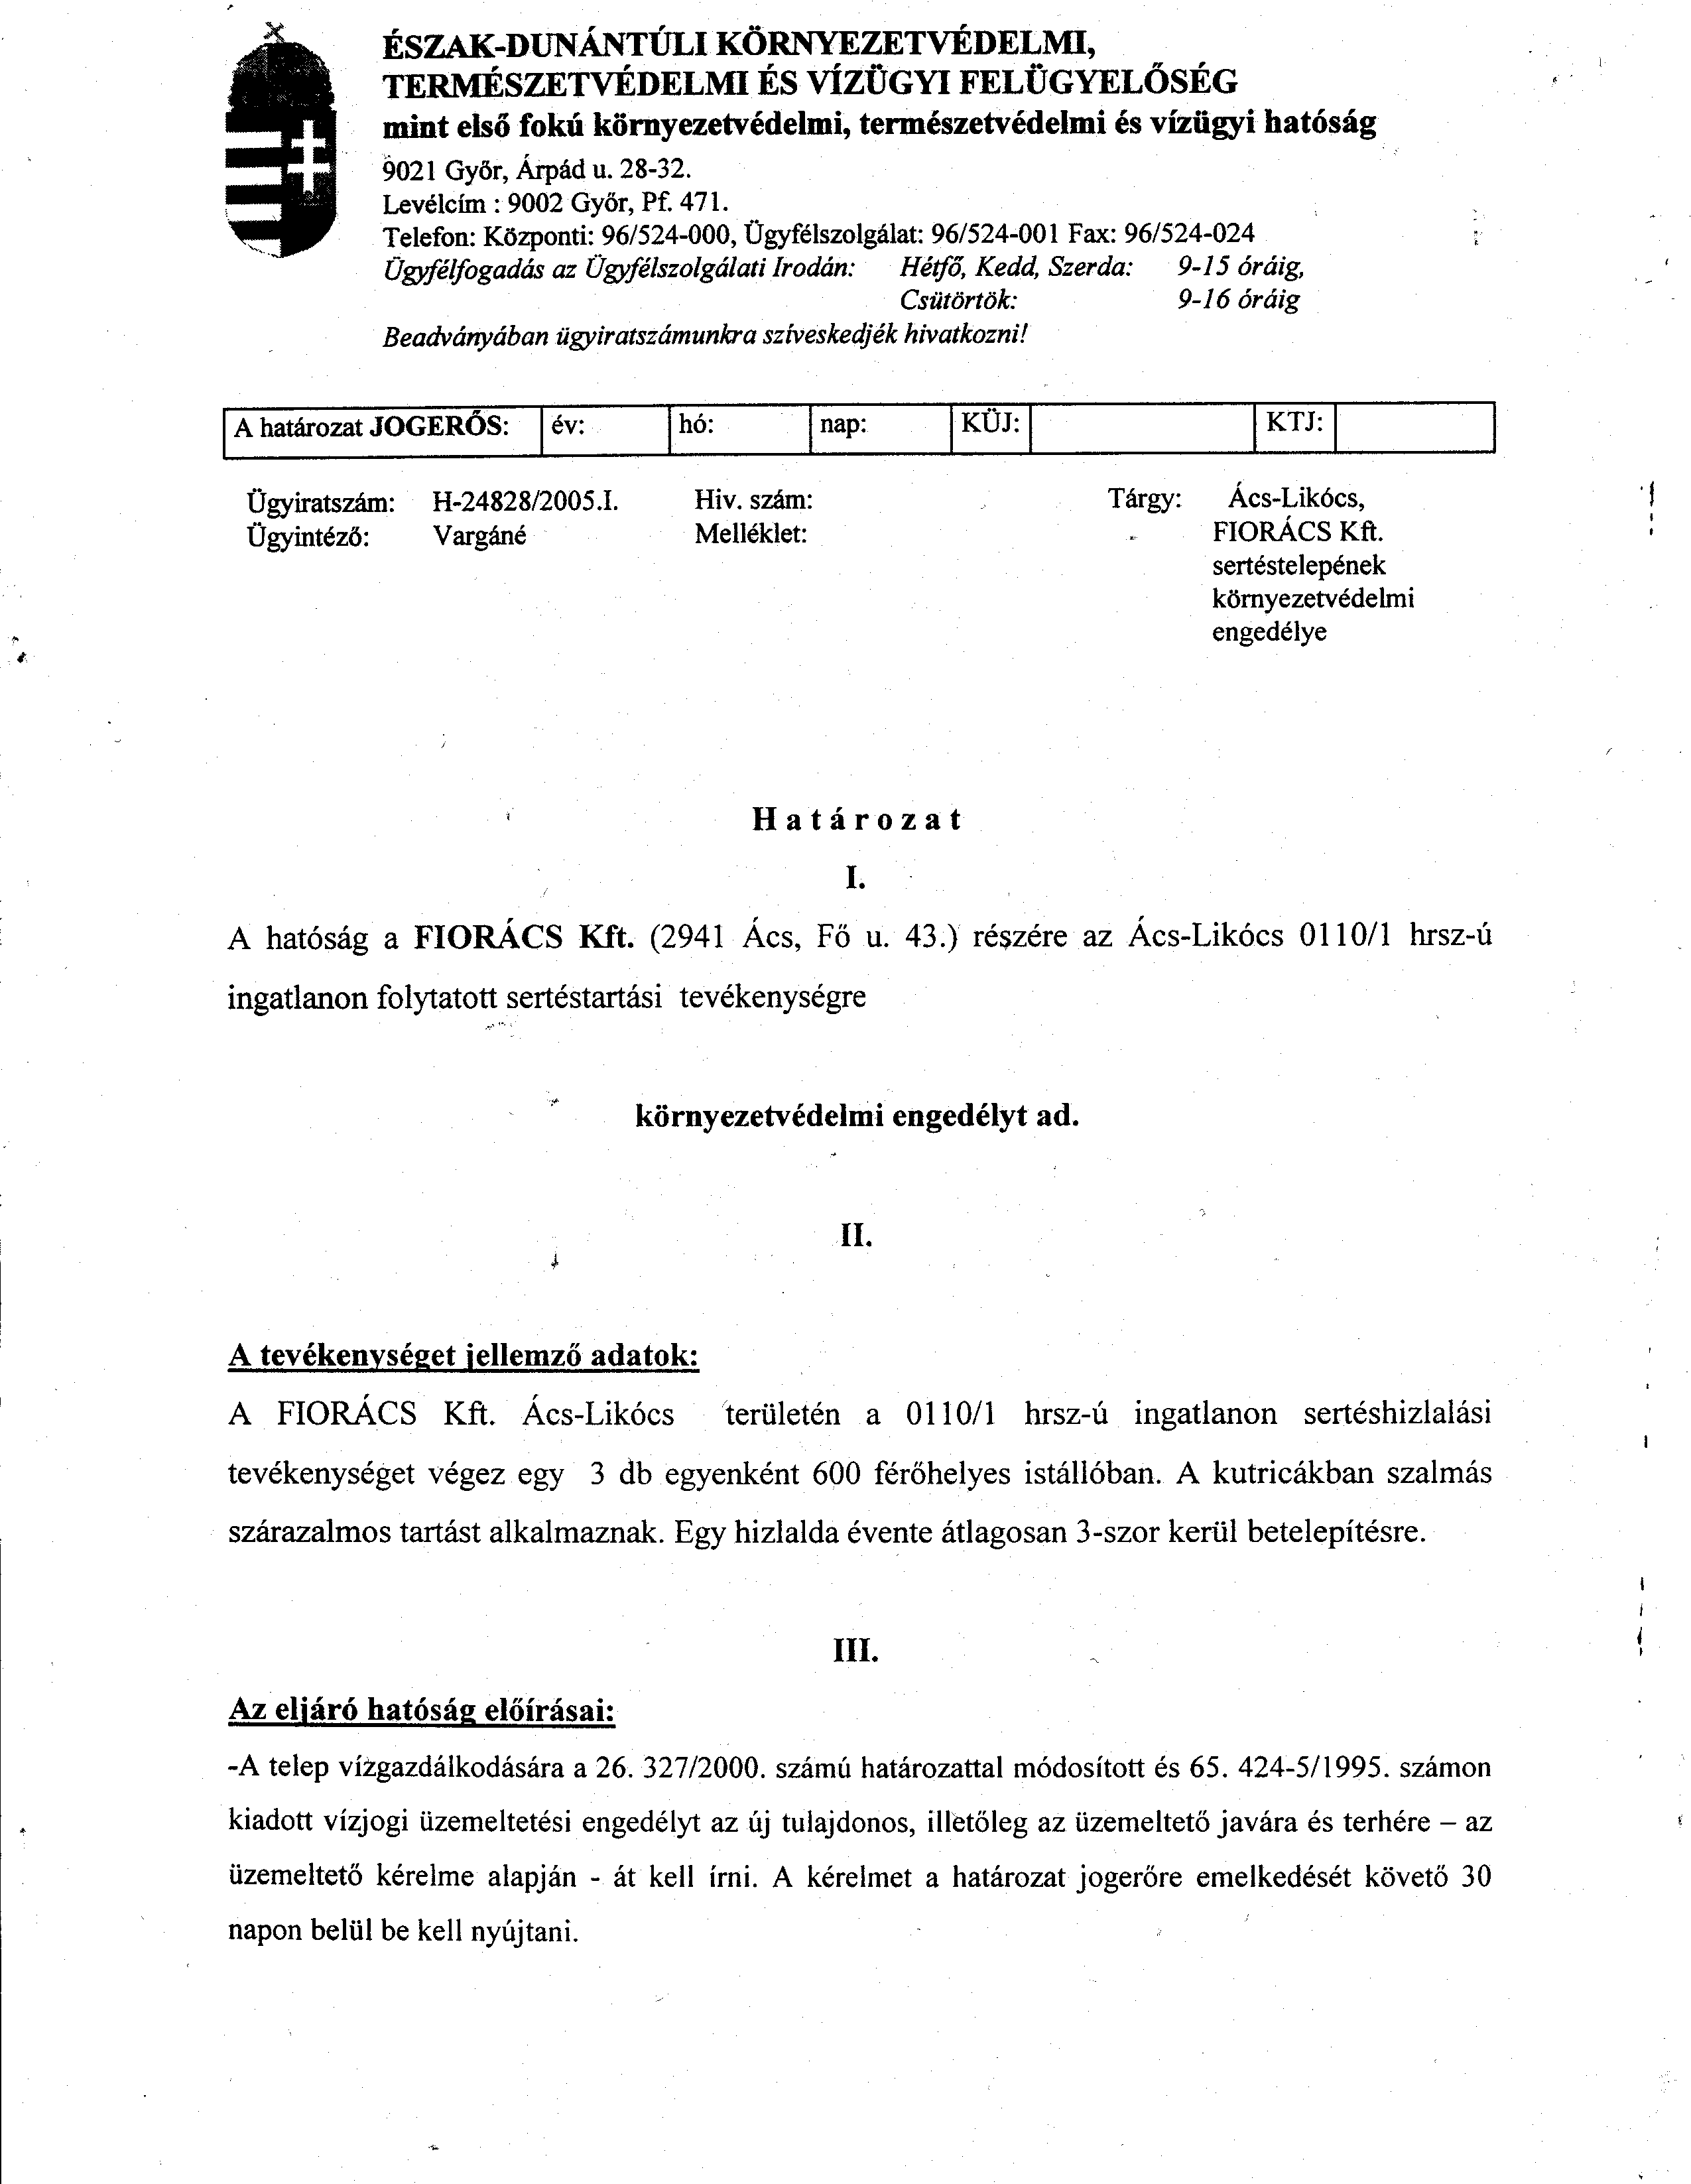 ÉSZAK-DUNÁNTÚLI KÖRNYEZETVÉDELMI,
TERMÉSZETVÉDELMI ÉS VÍZÜGYI FELÜGYELŐSÉG
mint első fokú környezetvédelmi, természetvédelmi és vízügyi hatóság
9021 Győr, Árpád u. 28-32.
Levélcím : 9002 Győr, Pf. 471.
Telefon: Központi: 96/524-000, Ügyfélszolgálat: 96/524-001 Fax: 96/524-024
Ügyfélfogadás az Ügyfélszolgálati Irodán: Hétfő, Kedd, Szerda: 9-15 óráig,
Csütörtök: 9-16 óráig
Beadványában ügyiratszámunkra szíveskedjék hivatkozni!
A határozat JOGERŐS: év: hó: nap: KÜJ: KTJ:
Ügyiratszám: H-24828/2005.I. Hiv. szám: Tárgy: Ács-Likócs,
Ügyintéző: Vargáné Melléklet: FIORÁCS Kft.
sertéstelepének
környezetvédelmi
engedélye
Határozat
I.
A hatóság a FIORÁCS Kft. (2941 Ács, Fő u. 43.) részére az Ács-Likócs 0110/1 hrsz-ú
ingatlanon folytatott sertéstartási tevékenységre
környezetvédelmi engedélyt ad.
II.
A tevékenységet jellemző adatok:
A FIORÁCS Kft. Ács-Likócs területén a 0110/1 hrsz-ú ingatlanon sertéshizlalási
tevékenységet végez egy 3 db egyenként 600 férőhelyes istállóban. A kutricákban szalmás
szárazalmos tartást alkalmaznak. Egy hizlalda évente átlagosan 3-szor kerül betelepítésre.
III.
Az eljáró hatóság előírásai:
-A telep vízgazdálkodására a 26. 327/2000. számú határozattal módosított és 65. 424-5/1995. számon
kiadott vízjogi üzemeltetési engedélyt az új tulajdonos, illetőleg az üzemeltető javára és terhére – az
üzemeltető kérelme alapján - át kell írni. A kérelmet a határozat jogerőre emelkedését követő 30
napon belül be kell nyújtani.